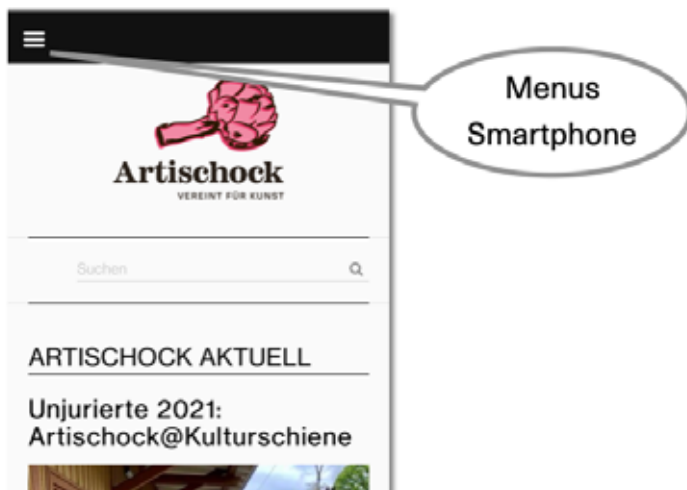 Menus
Smartphone
Artischock
VEREINT FÜR KUNST
Suchen
ARTISCHOCK AKTUELL
Unjurierte 2021:
Artischock@Kulturschiene